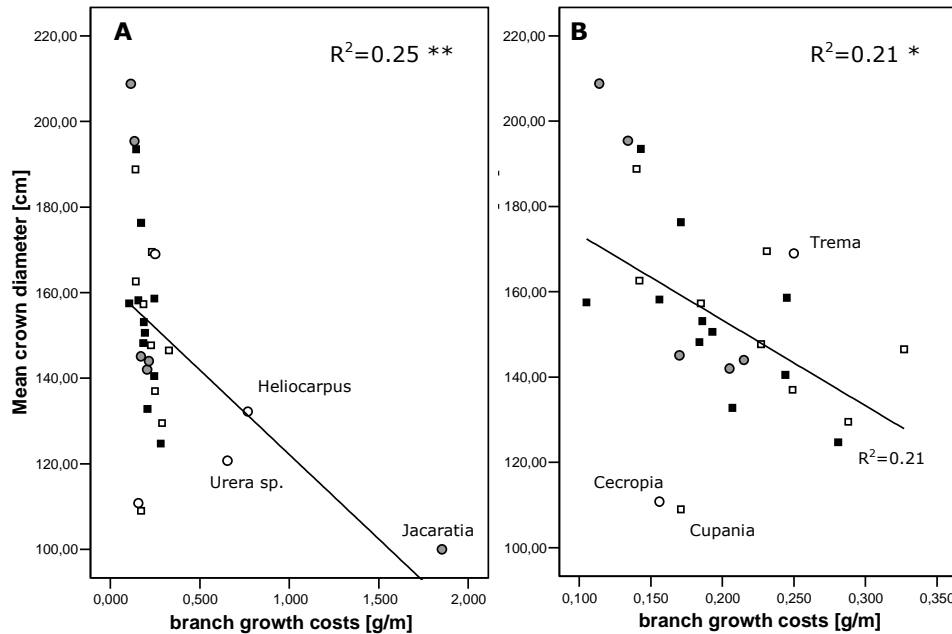 A
R²=0.25 **
220,00
200,00
180,00
160,00
140,00
120,00
100,00
Mean crown diameter [cm]
Heliocarpus
Urera sp.
Jacaratia
0,000
0,500
1,000
1,500
2,000
branch growth costs [g/m]
B
R²=0.21 *
220,00
200,00
180,00
160,00
140,00
120,00
100,00
Trema
R²=0.21
Cecropia
Cupania
0,100
0,150
0,200
0,250
0,300
0,350
branch growth costs [g/m]